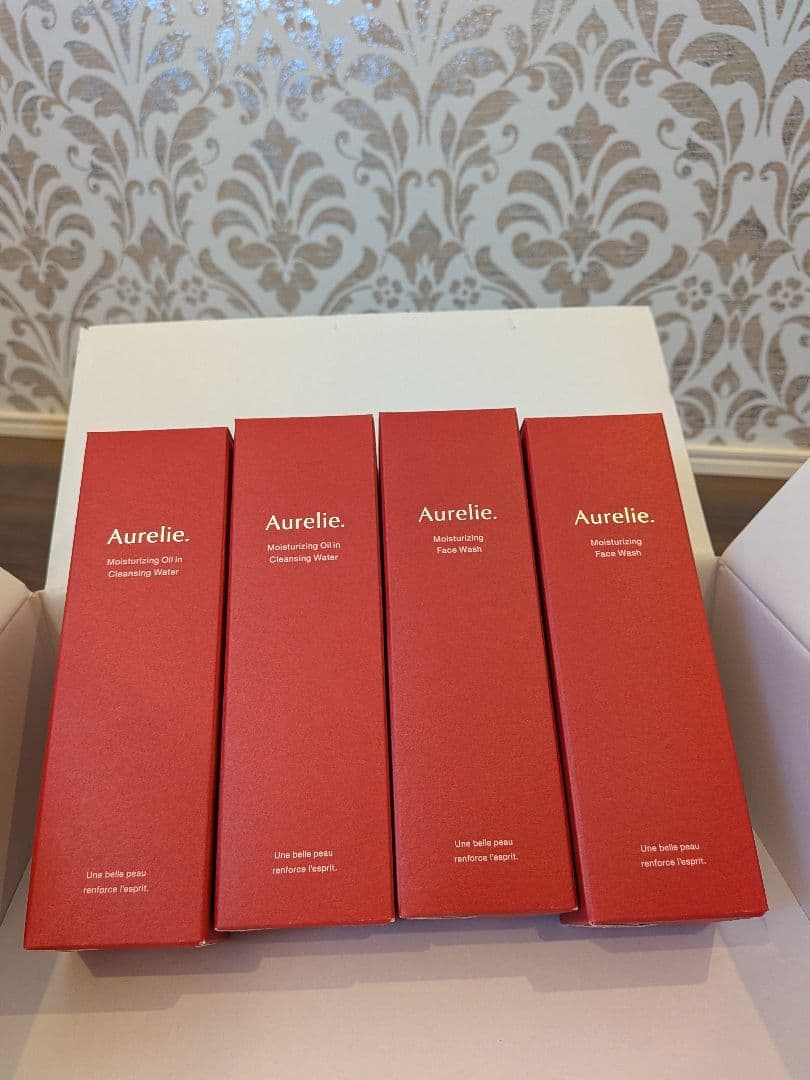 Aurelie.
Moisturizing Oil in
Cleansing Water
Une belle peau
renforce l'esprit.
Aurelie.
Moisturizing Oil in
Cleansing Water
Une belle peau
renforce l'esprit.
Aurelie.
Moisturizing
Face Wash
Une belle peau
renforce l'esprit.
Aurelie.
Moisturizing
Face Wash
Une belle peau
renforce l'esprit.